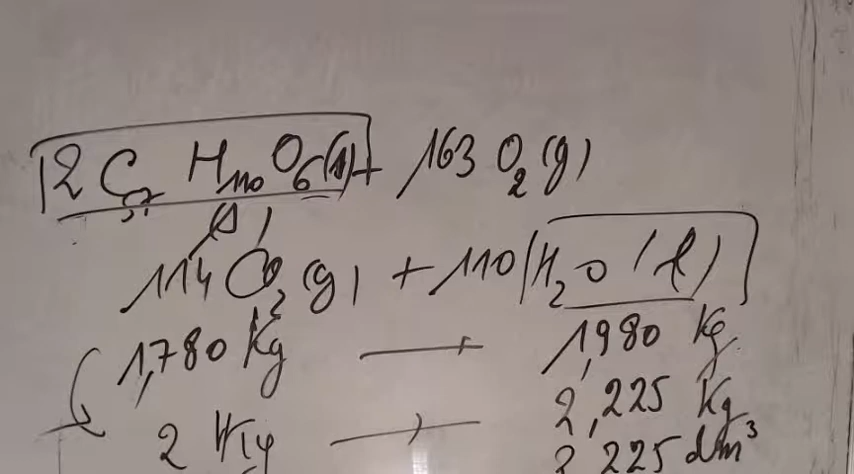 2 C₅₇ H₁₁₀ O₆ (s) + 163 O₂ (g)
(s)
114 CO₂ (g) + 110 (H₂O (l)
1,780 Kg → 1,980 Kg
2,225 Kg
2 → 2,225 dm³